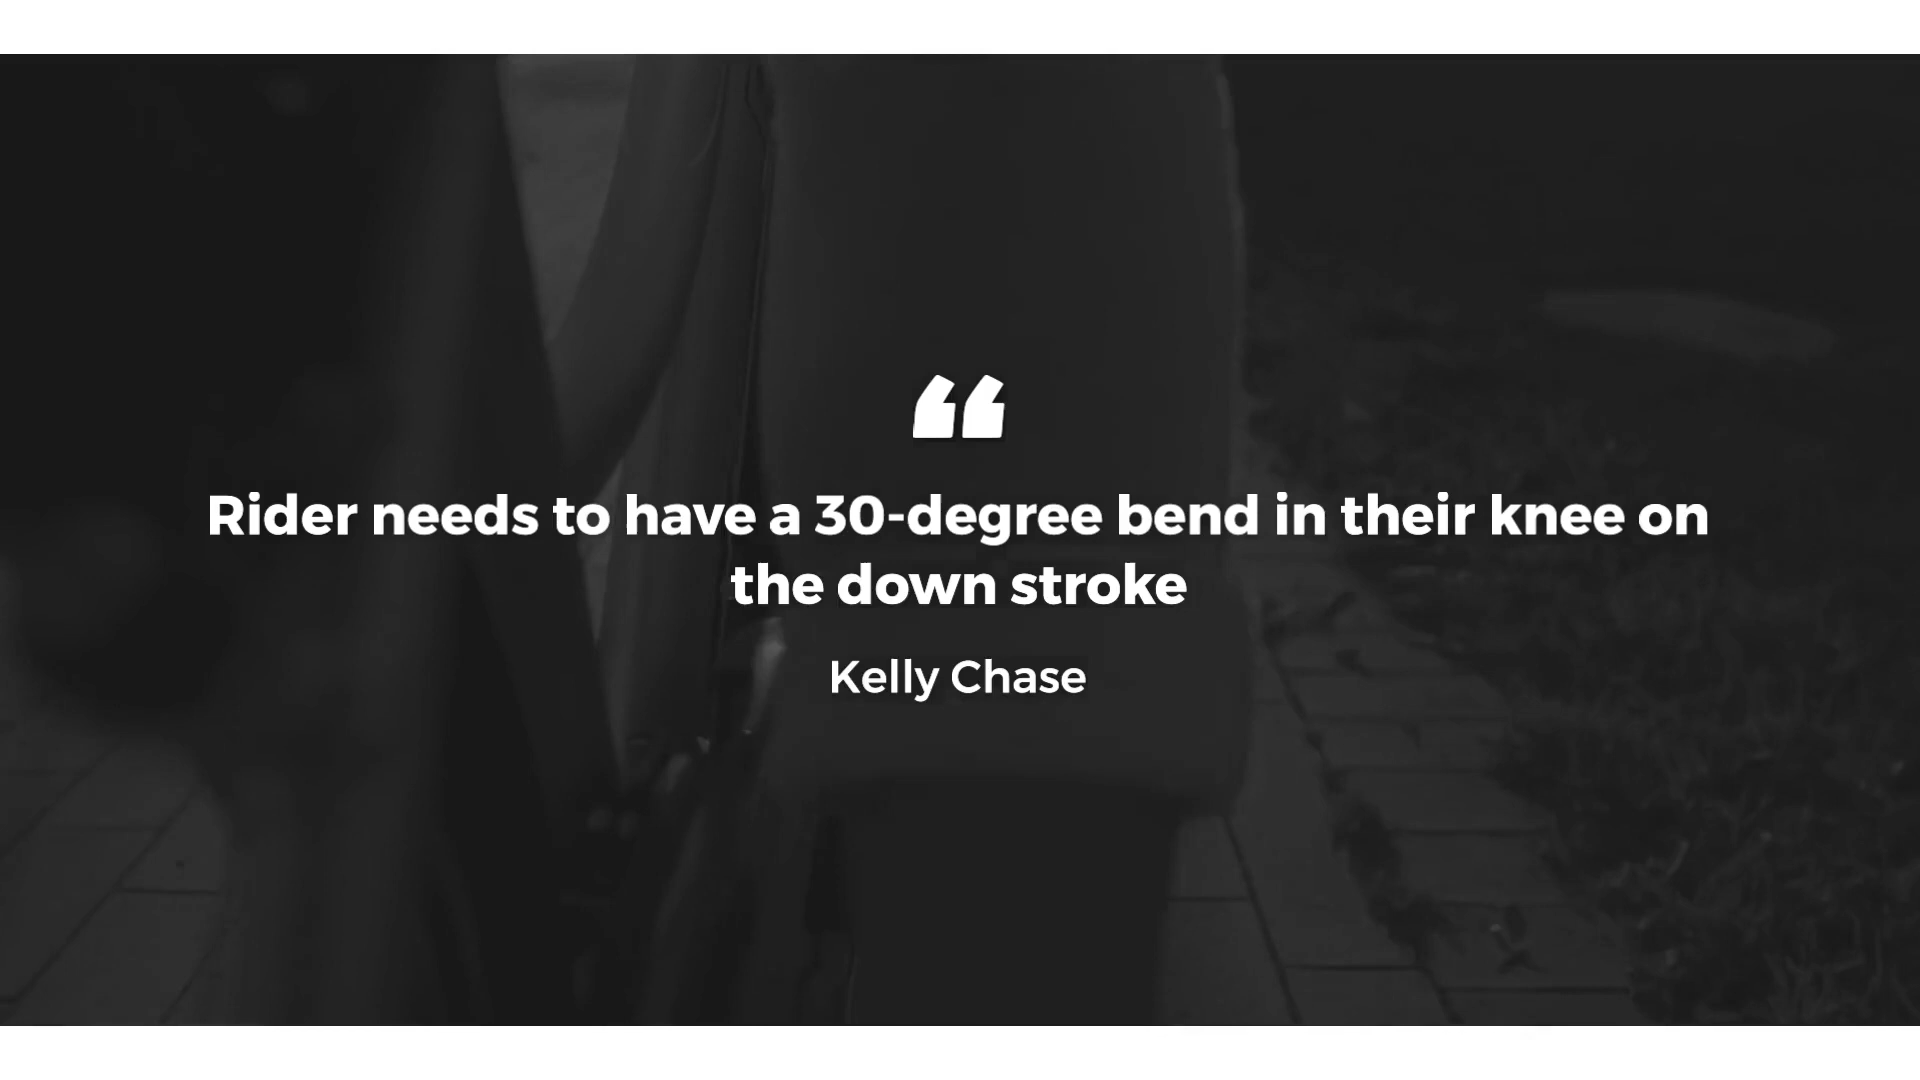 “
Rider needs to have a 30-degree bend in their knee on
the down stroke
Kelly Chase